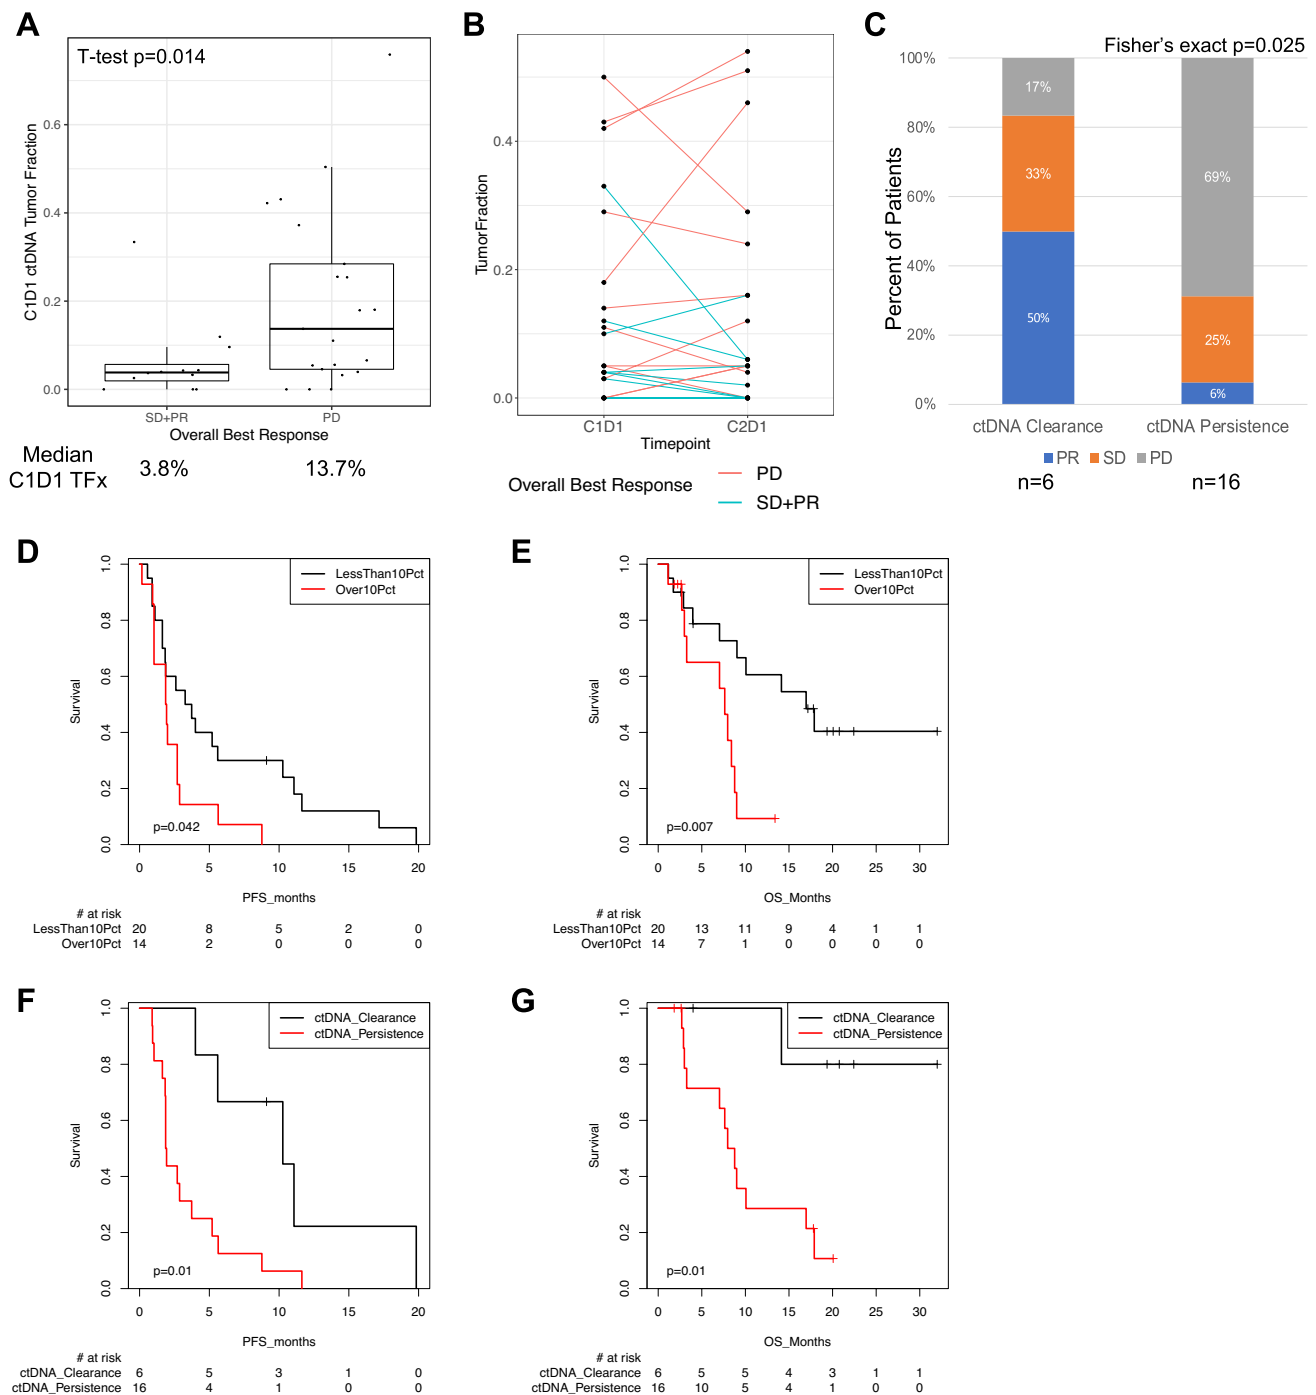 A
T-test p=0.014
C1D1 ctDNA Tumor Fraction
0.6
0.4
0.2
0.0
SD+PR PD
Overall Best Response
Median
C1D1 TFx
3.8% 13.7%
B
TumorFraction
0.4
0.2
0.0
C1D1 C2D1
Timepoint
Overall Best Response
PD
SD+PR
C
Fisher's exact p=0.025
Percent of Patients
100%
80%
60%
40%
20%
0%
17%
33%
50%
69%
25%
6%
ctDNA Clearance ctDNA Persistence
PR SD PD
n=6 n=16
D
Survival
1.0
0.8
0.6
0.4
0.2
0.0
LessThan10Pct
Over10Pct
p=0.042
0 5 10 15 20
PFS_months
# at risk
LessThan10Pct 20 8 5 2 0
Over10Pct 14 2 0 0 0
E
Survival
1.0
0.8
0.6
0.4
0.2
0.0
LessThan10Pct
Over10Pct
p=0.007
0 5 10 15 20 25 30
OS_Months
# at risk
LessThan10Pct 20 13 11 9 4 1 1
Over10Pct 14 7 1 0 0 0 0
F
Survival
1.0
0.8
0.6
0.4
0.2
0.0
ctDNA_Clearance
ctDNA_Persistence
p=0.01
0 5 10 15 20
PFS_months
# at risk
ctDNA_Clearance 6 5 3 1 0
ctDNA_Persistence 16 4 1 0 0
G
Survival
1.0
0.8
0.6
0.4
0.2
0.0
ctDNA_Clearance
ctDNA_Persistence
p=0.01
0 5 10 15 20 25 30
OS_Months
# at risk
ctDNA_Clearance 6 5 5 4 3 1 1
ctDNA_Persistence 16 10 5 4 1 0 0